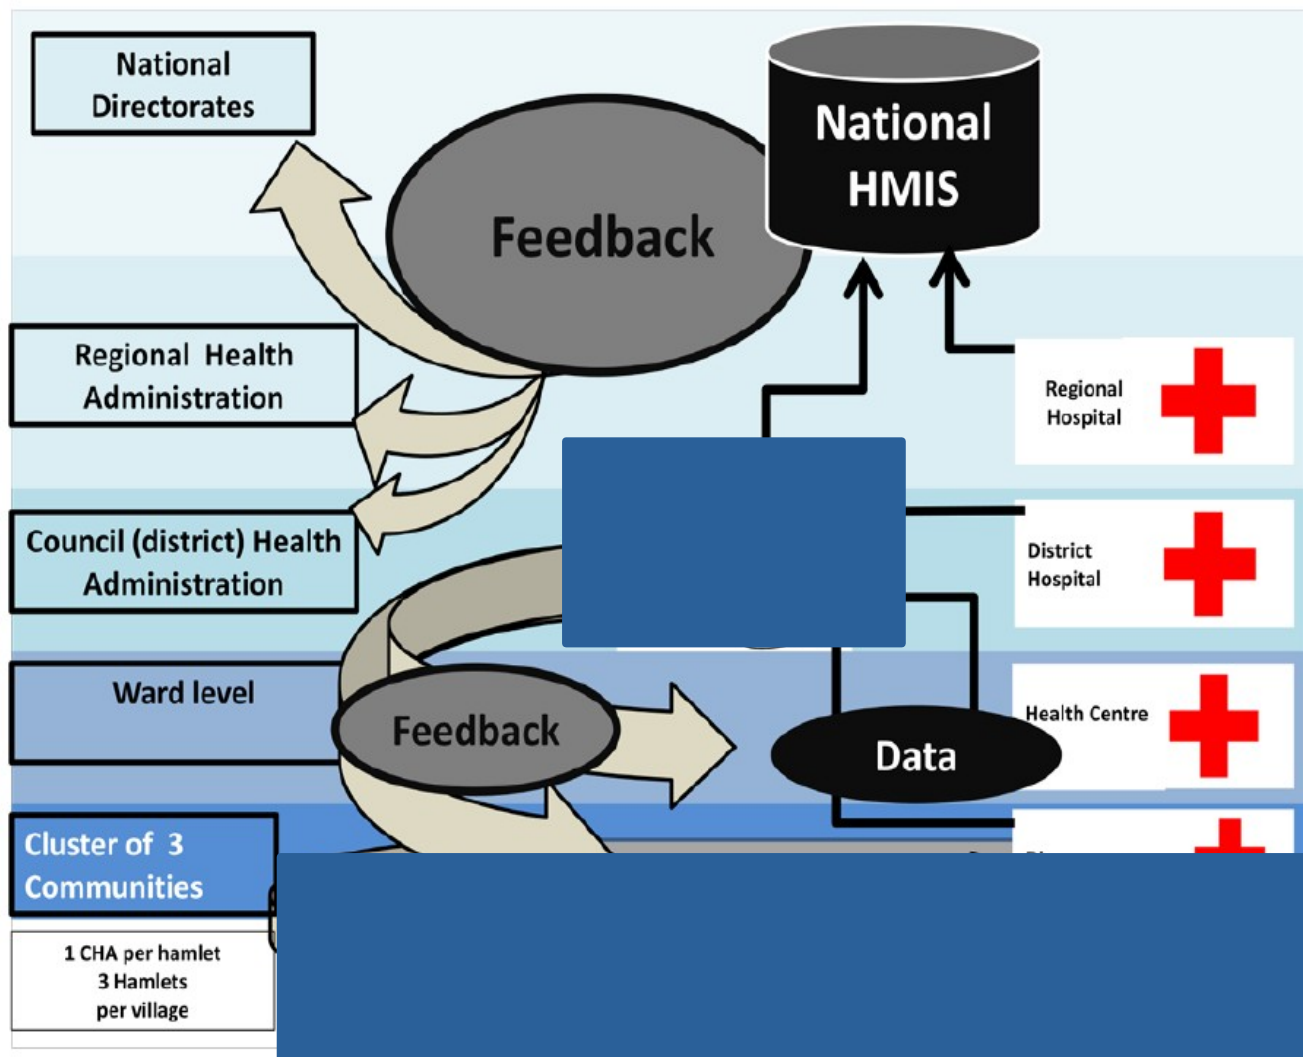 National
Directorates
National
HMIS
Feedback
Regional Health
Administration
Regional
Hospital
Council (district) Health
Administration
District
Hospital
Ward level
Feedback
Data
Health Centre
Cluster of 3
Communities
1 CHA per hamlet
3 Hamlets
per village